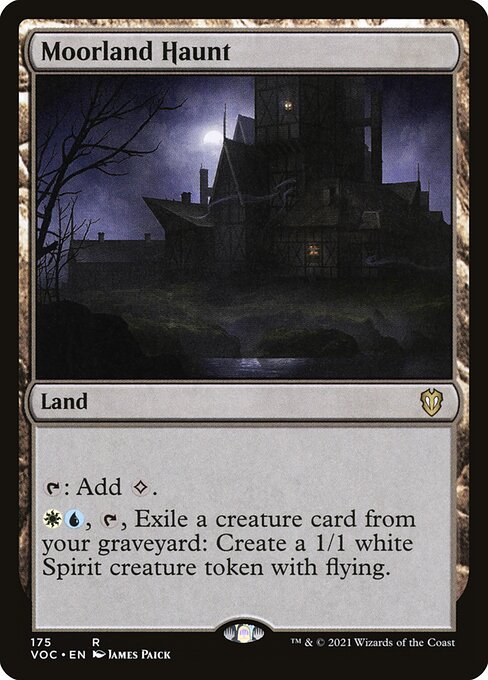 Moorland Haunt
Land
: Add .
, , Exile a creature card from
your graveyard: Create a 1/1 white
Spirit creature token with flying.
175 R
VOC • EN James Paick
™ & © 2021 Wizards of the Coast